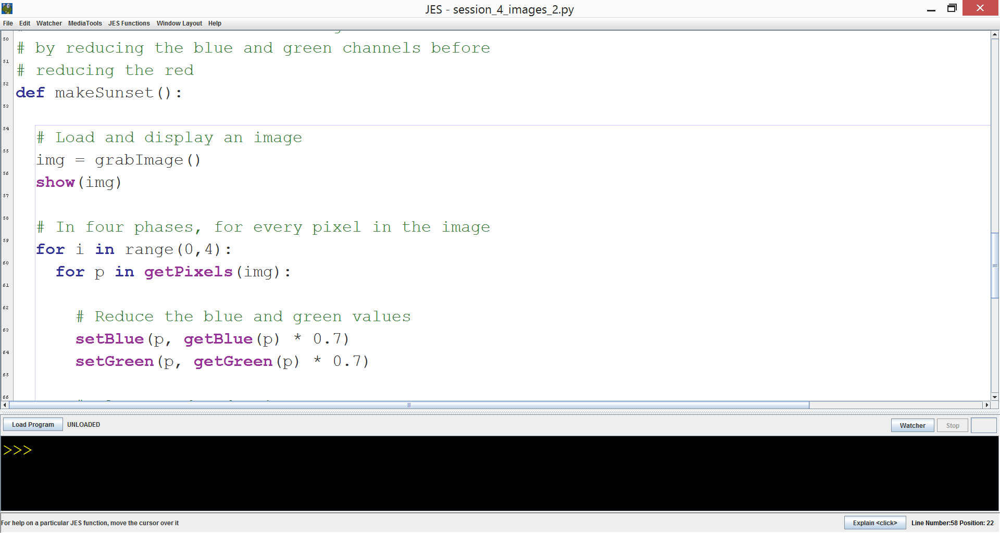 JES - session_4_images_2.py
File Edit Watcher MediaTools JES Functions Window Layout Help
50
# by reducing the blue and green channels before
51
# reducing the red
52
def makeSunset():
53
54
# Load and display an image
55
img = grabImage()
56
show(img)
57
58
# In four phases, for every pixel in the image
59
for i in range(0,4):
60
for p in getPixels(img):
61
62
# Reduce the blue and green values
63
setBlue(p, getBlue(p) * 0.7)
64
setGreen(p, getGreen(p) * 0.7)
65
66
Load Program UNLOADED Watcher Stop
>>>
For help on a particular JES function, move the cursor over it Explain <click> Line Number:58 Position: 22